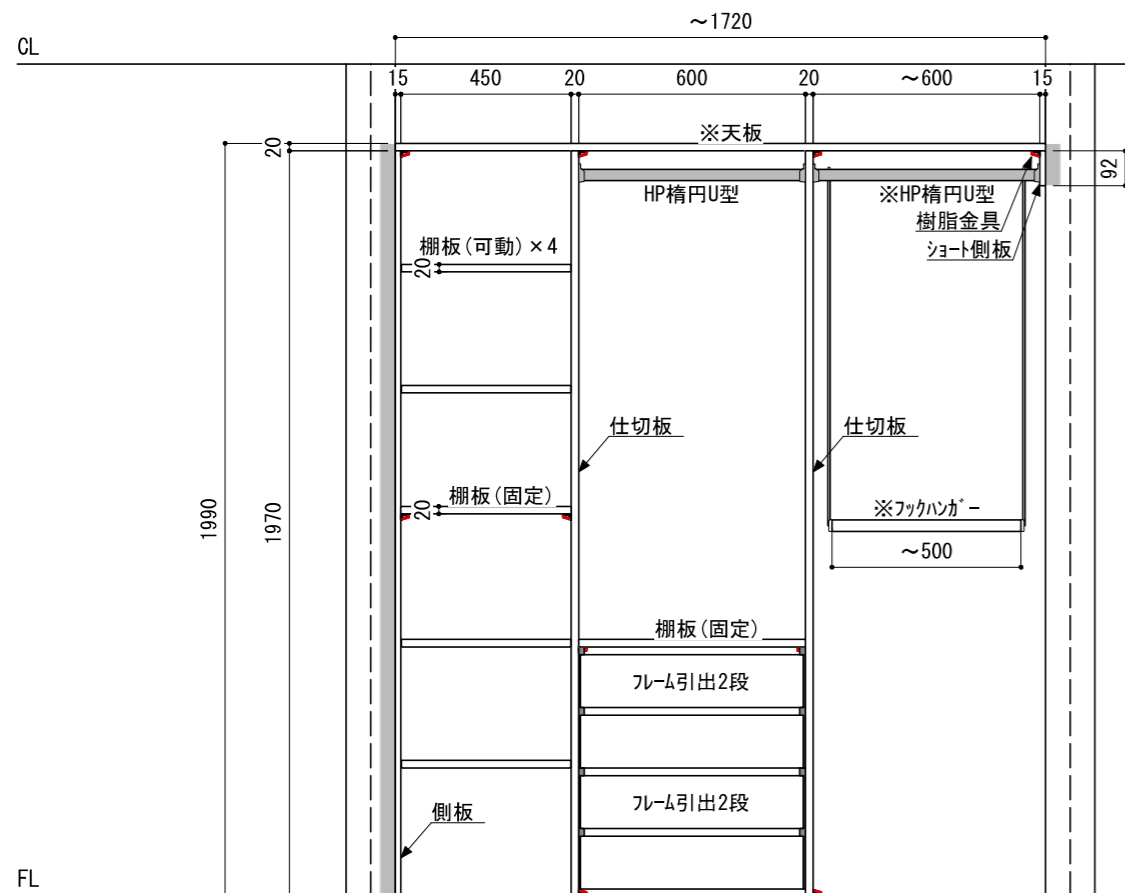 ~1720
CL
15 450 20 600 20 ~600 15
※天板
20
92
HP楕円U型
※HP楕円U型
樹脂金具
ショート側板
棚板(可動)×4
20
仕切板
仕切板
棚板(固定)
20
※フックハンガー
~500
1990
1970
棚板(固定)
フレーム引出2段
フレーム引出2段
側板
FL